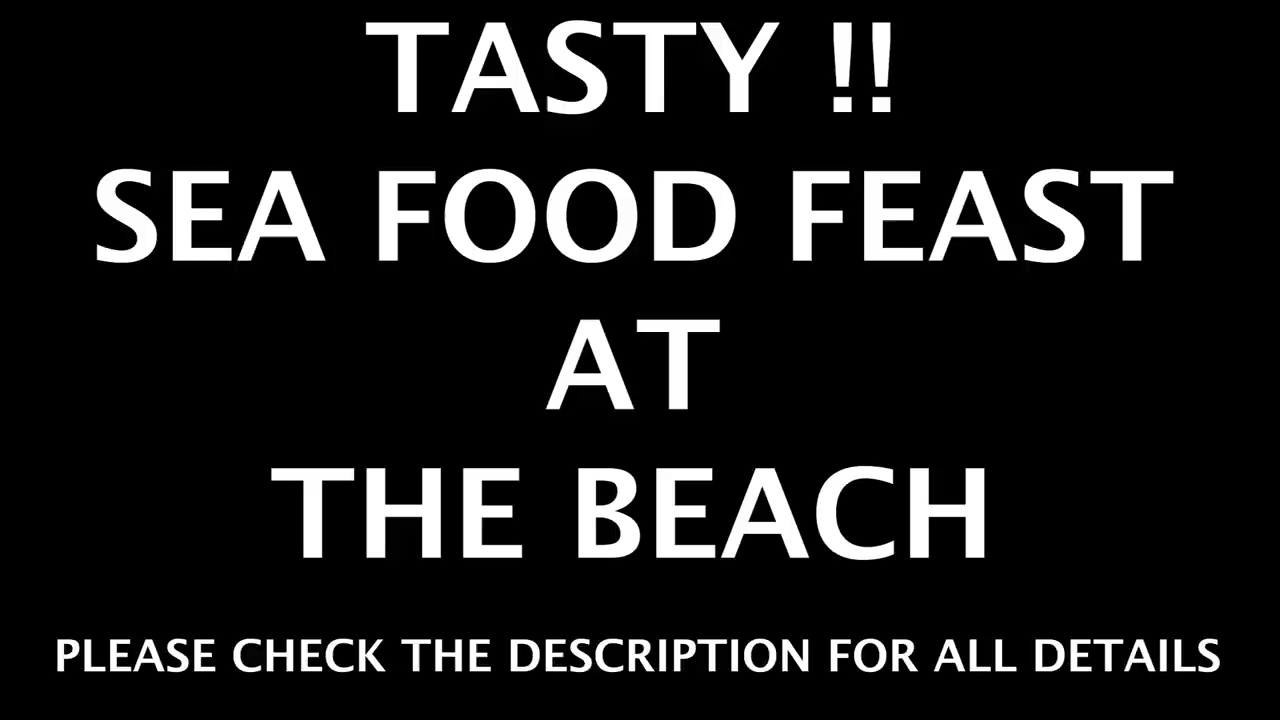 TASTY !!
SEA FOOD FEAST
AT
THE BEACH
PLEASE CHECK THE DESCRIPTION FOR ALL DETAILS